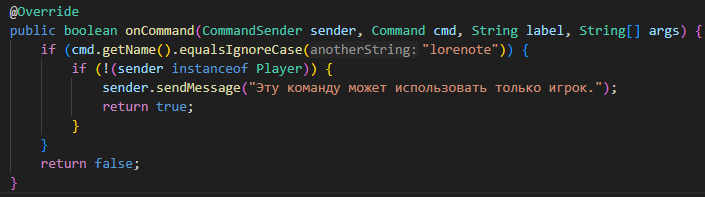 @Override
public boolean onCommand(CommandSender sender, Command cmd, String label, String[] args) {
    if (cmd.getName().equalsIgnoreCase(anotherString: "lorenote")) {
        if (!(sender instanceof Player)) {
            sender.sendMessage("Эту команду может использовать только игрок.");
            return true;
        }
    }
    return false;
}